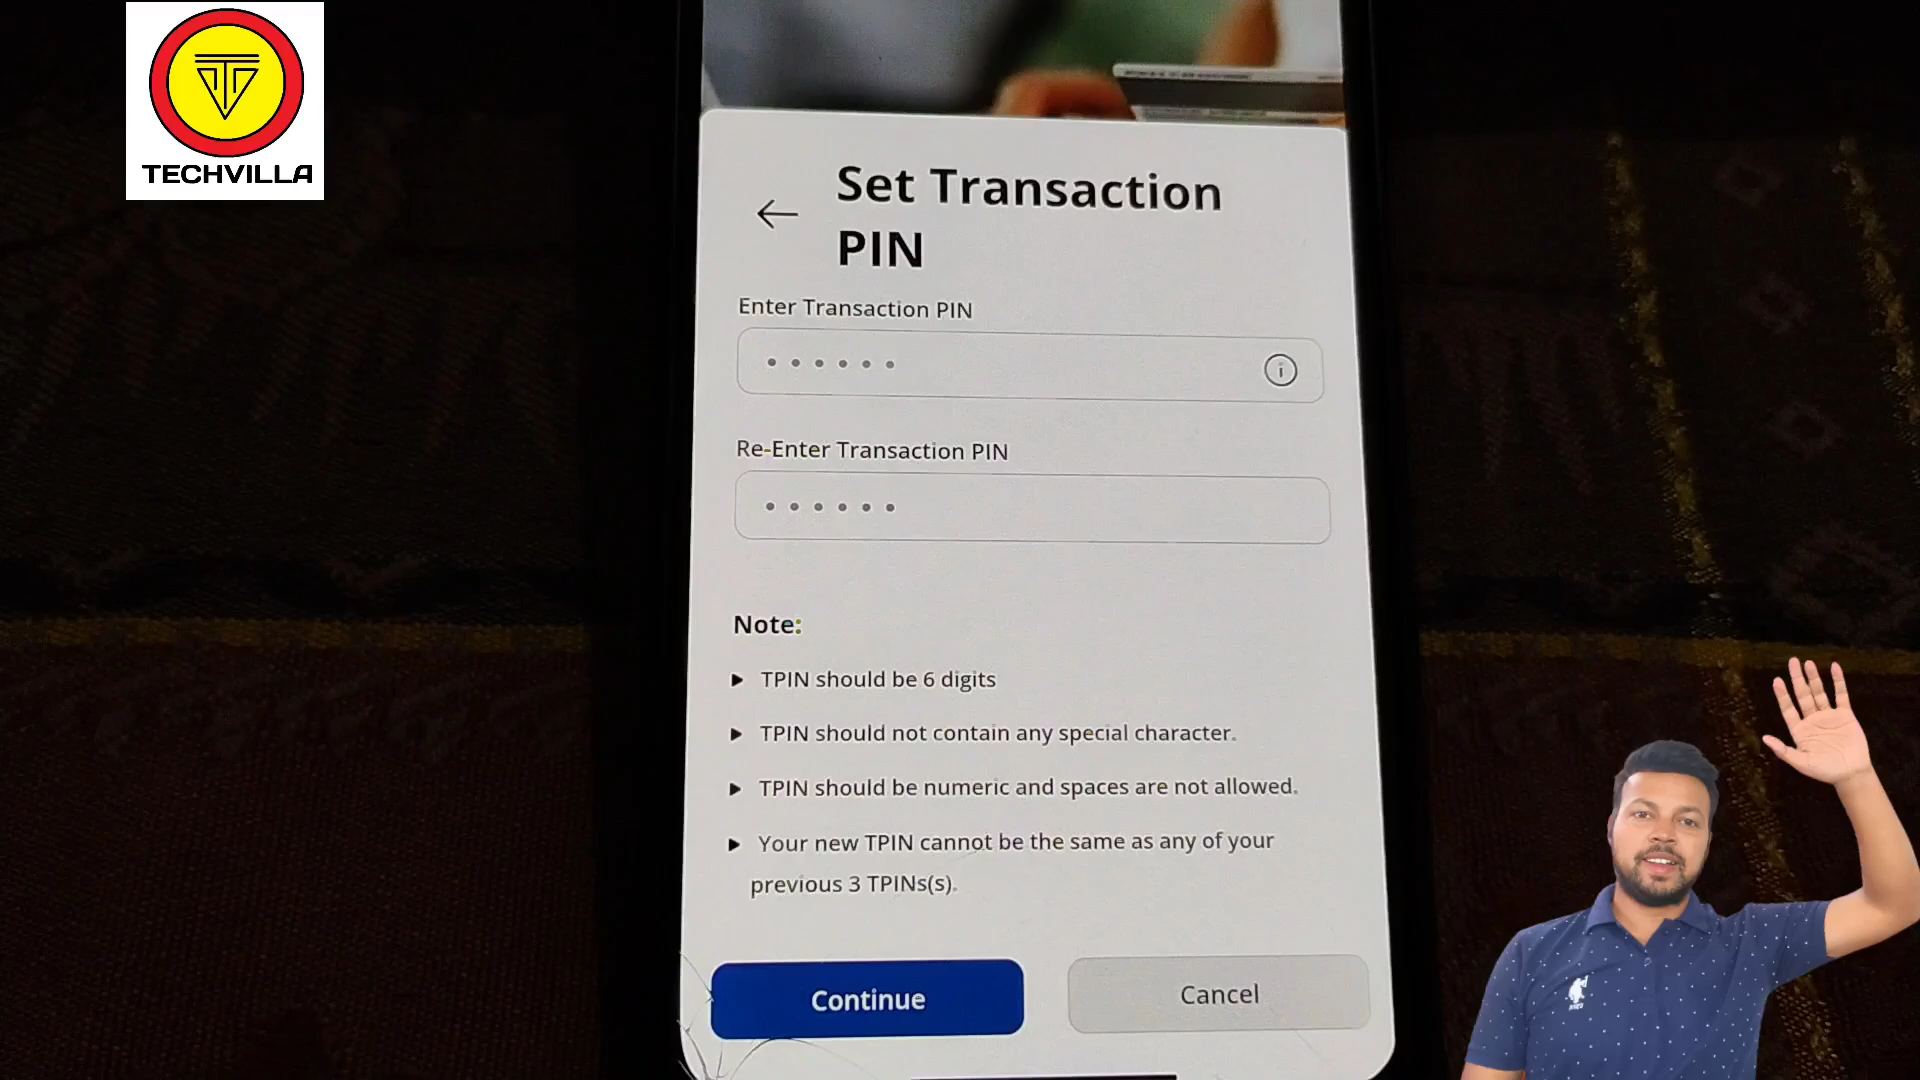 TECHVILLA
Set Transaction
PIN
Enter Transaction PIN
Re-Enter Transaction PIN
Note:
TPIN should be 6 digits
TPIN should not contain any special character.
TPIN should be numeric and spaces are not allowed.
Your new TPIN cannot be the same as any of your
previous 3 TPINs(s).
Continue
Cancel